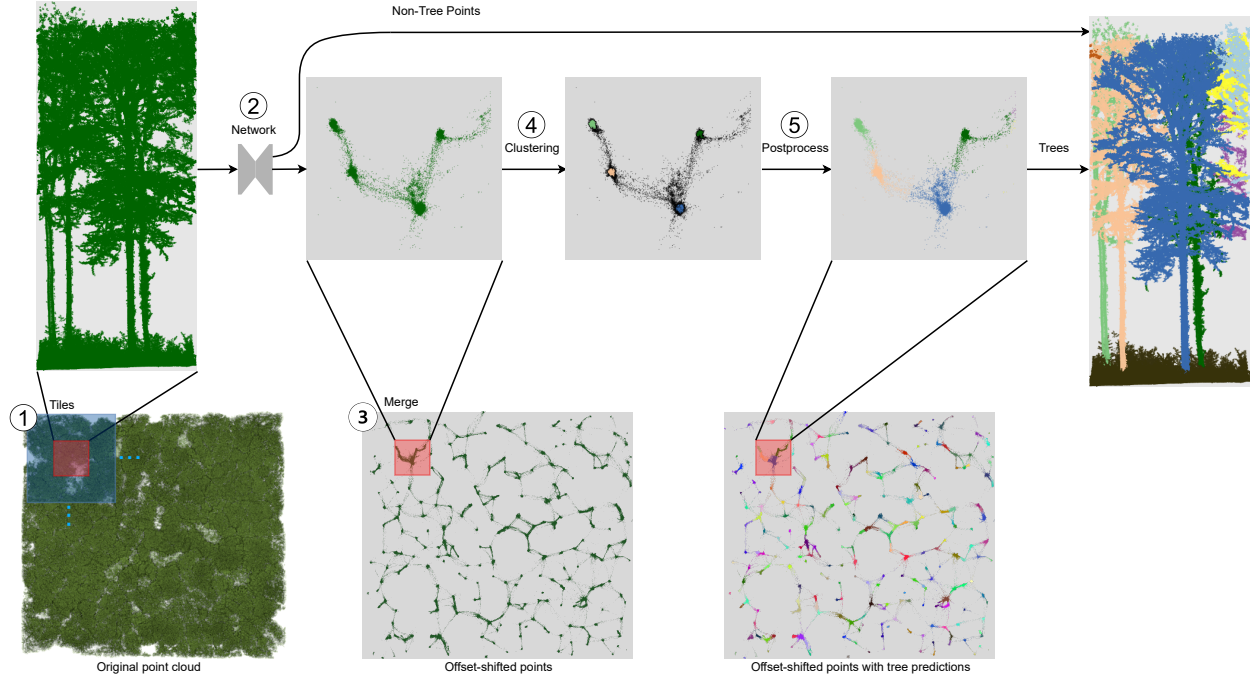 Non-Tree Points
2
Network
4
Clustering
5
Postprocess
Trees
1
Tiles
3
Merge
Original point cloud
Offset-shifted points
Offset-shifted points with tree predictions